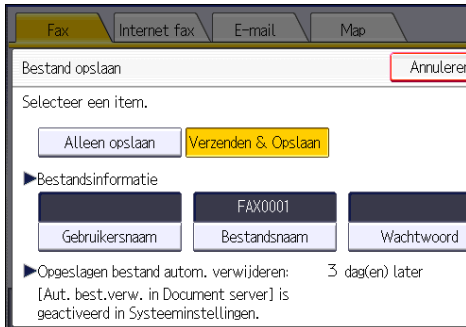 Fax Internet fax E-mail Map
Bestand opslaan Annuleren
Selecteer een item.
Alleen opslaan Verzenden & Opslaan
►Bestandsinformatie
FAX0001
Gebruikersnaam Bestandsnaam Wachtwoord
►Opgeslagen bestand autom. verwijderen: 3 dag(en) later
[Aut. best.verw. in Document server] is
geactiveerd in Systeeminstellingen.